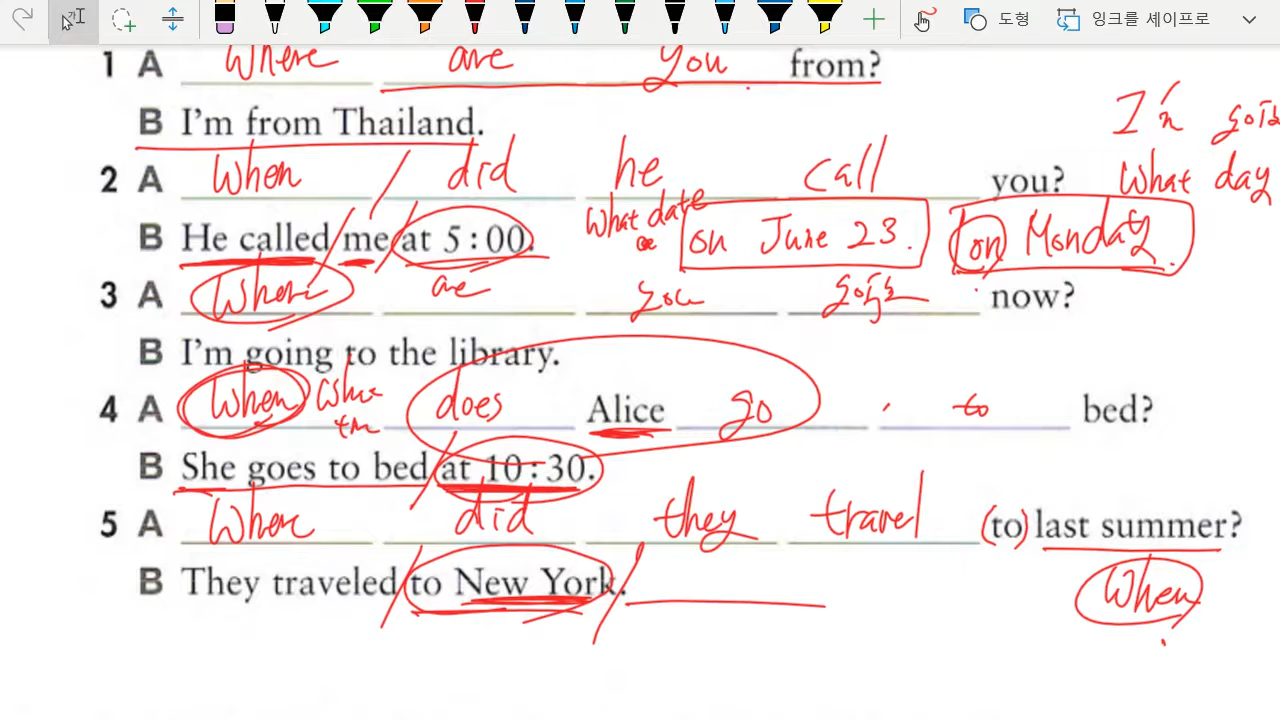 도형 잉크를 셰이프로
1 A Where are you from?
B I'm from Thailand.
I'm going
2 A When did he call you? What day
B He called me at 5:00. What date on June 23. on Monday.
3 A Where are you going now?
B I'm going to the library.
4 A When does Alice go to bed?
B She goes to bed at 10:30.
5 A Where did they travel (to) last summer?
B They traveled to New York. When